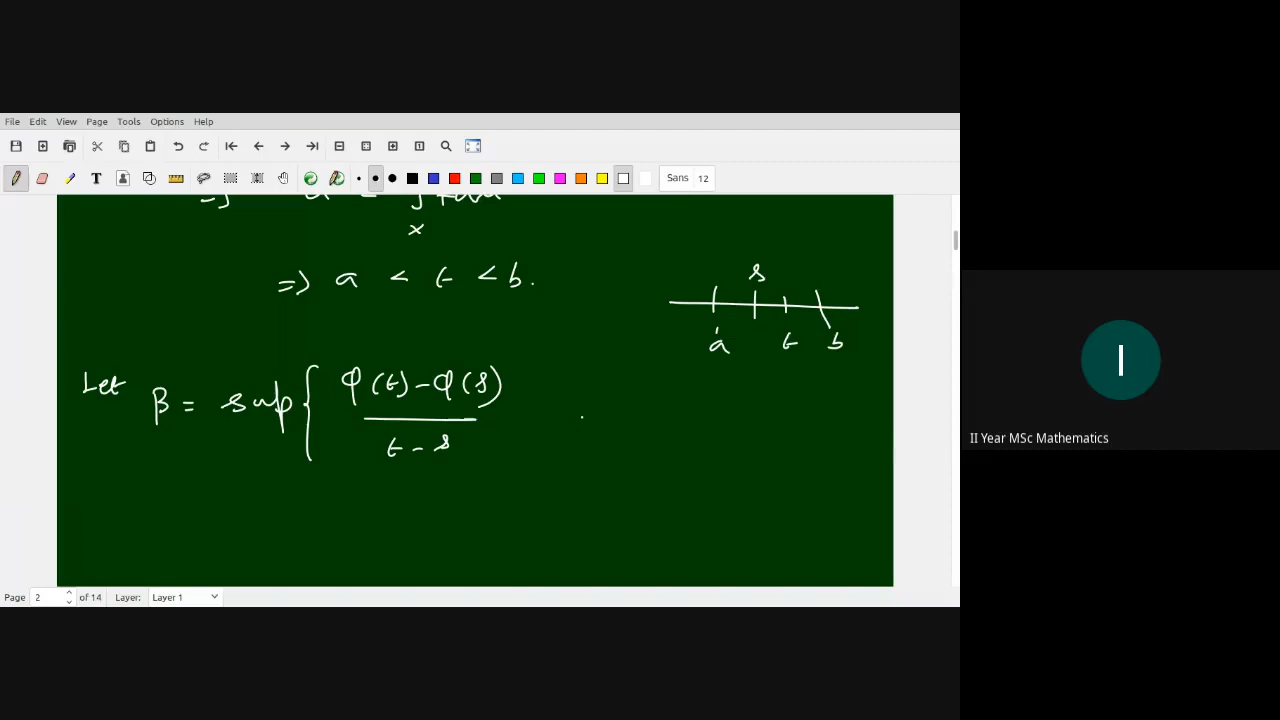 File Edit View Page Tools Options Help
Sans 12
x
=> a < t < b.
s
a t b
Let β = sup { φ(t) - φ(s)
t - s
Page 2 of 14 Layer: Layer 1
I
II Year MSc Mathematics